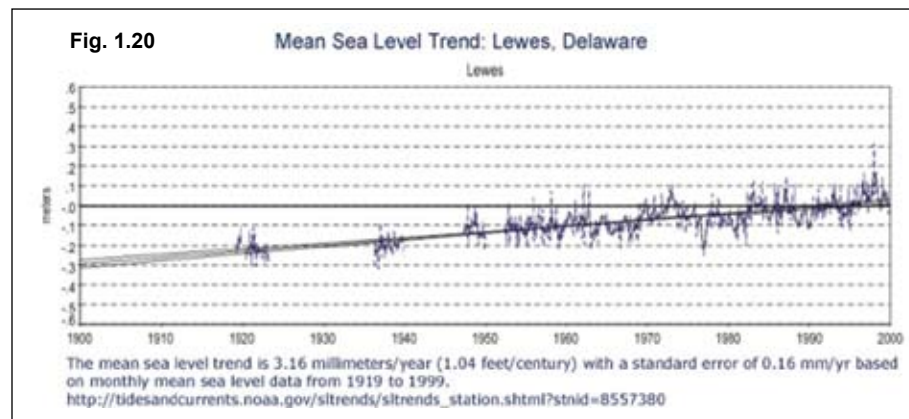 Fig. 1.20
Mean Sea Level Trend: Lewes, Delaware
Lewes
.6
.5
.4
.3
.2
.1
-.0
-.1
-.2
-.3
-.4
-.5
-.6
meters
1900 1910 1920 1930 1940 1950 1960 1970 1980 1990 2000
The mean sea level trend is 3.16 millimeters/year (1.04 feet/century) with a standard error of 0.16 mm/yr based
on monthly mean sea level data from 1919 to 1999.
http://tidesandcurrents.noaa.gov/sltrends/sltrends_station.shtml?stnid=8557380